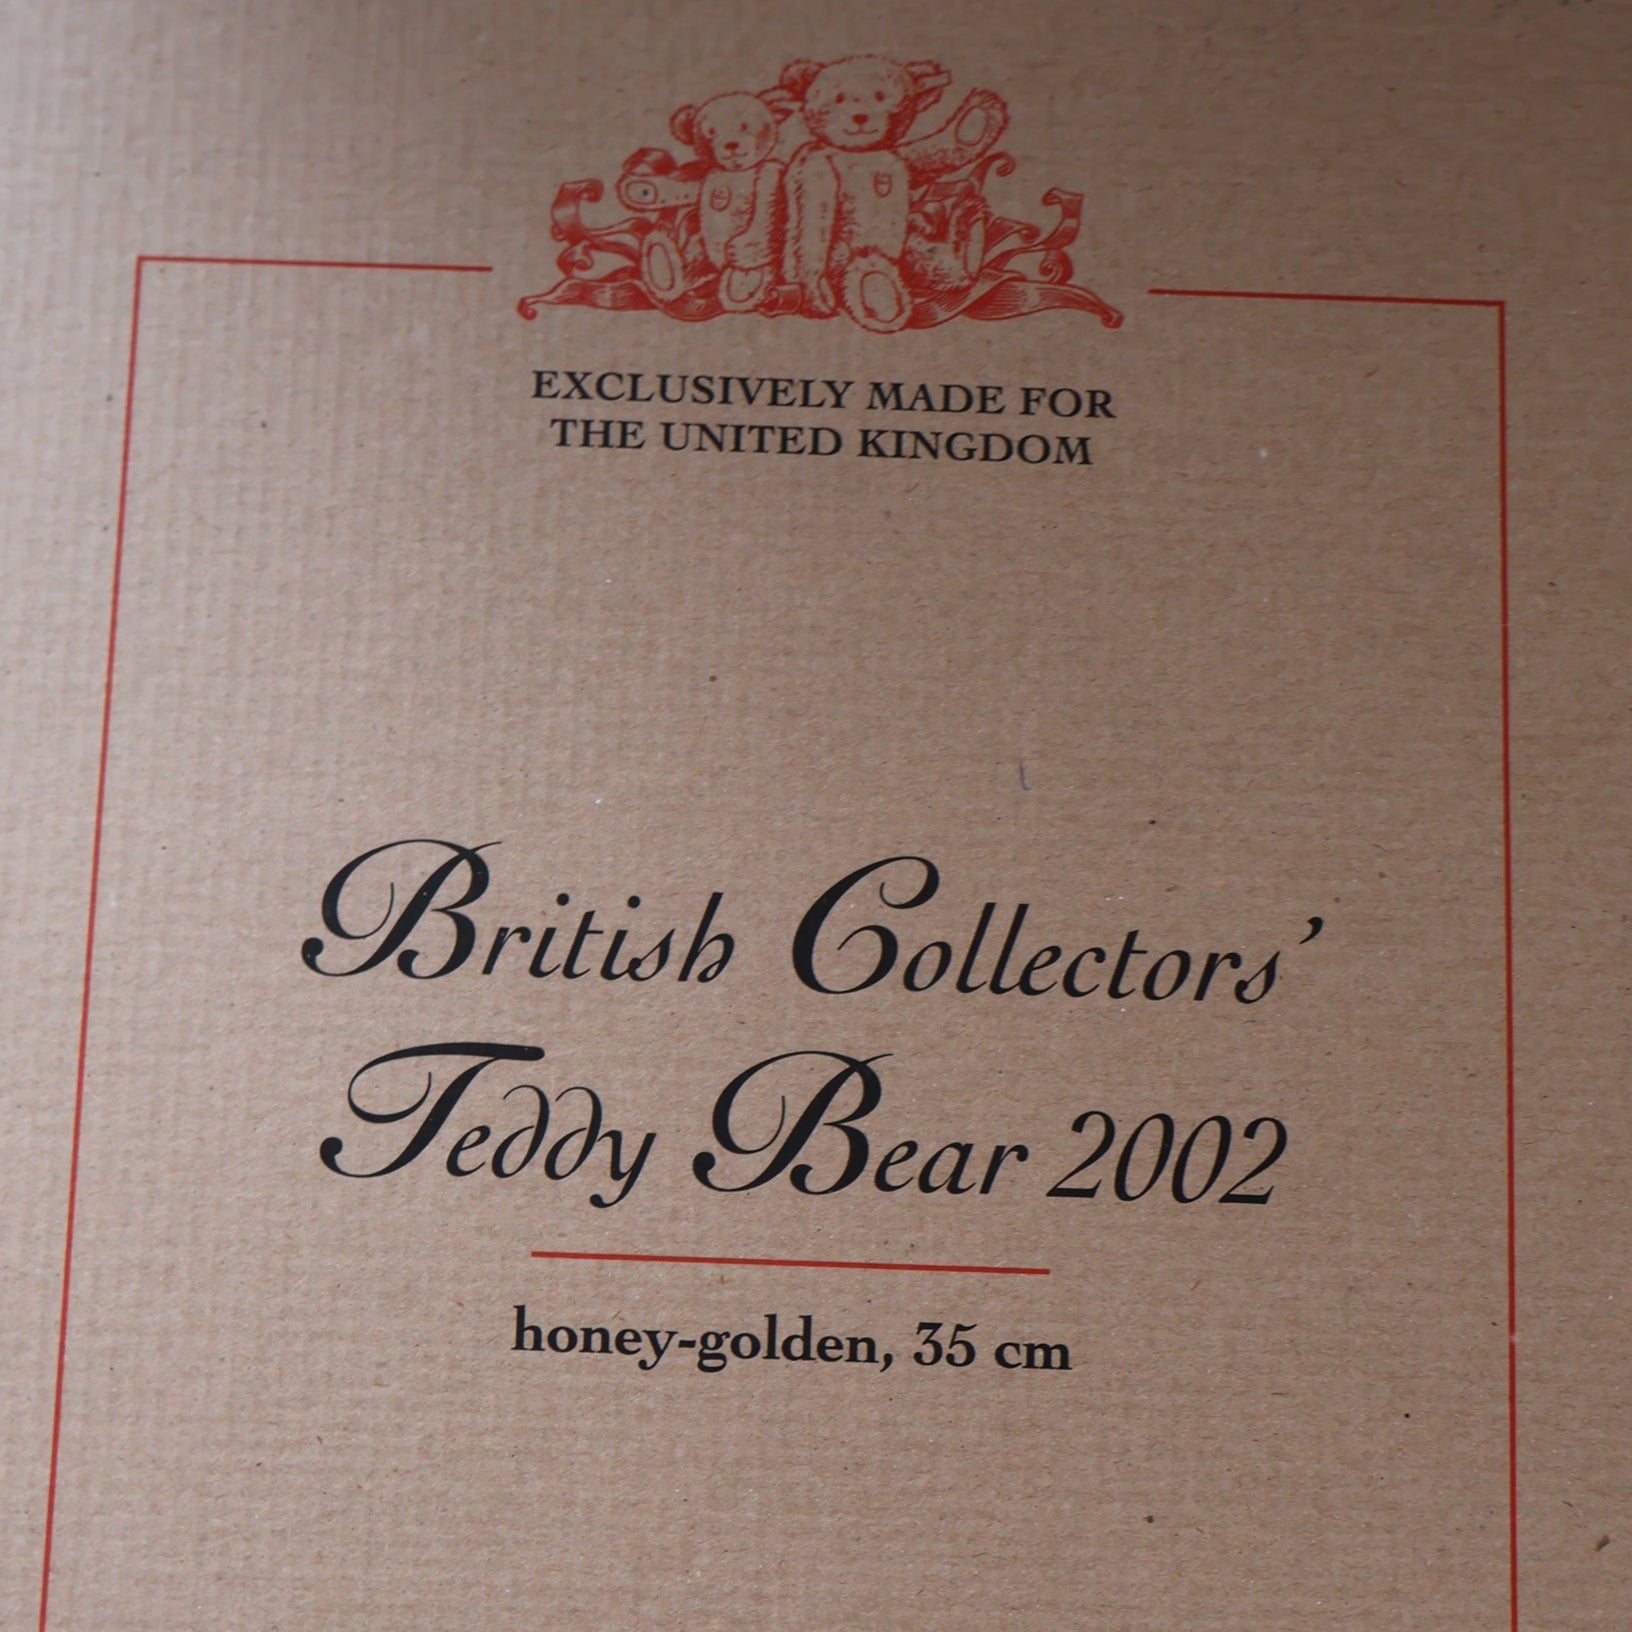 EXCLUSIVELY MADE FOR
THE UNITED KINGDOM
British Collectors’
Teddy Bear 2002
honey-golden, 35 cm